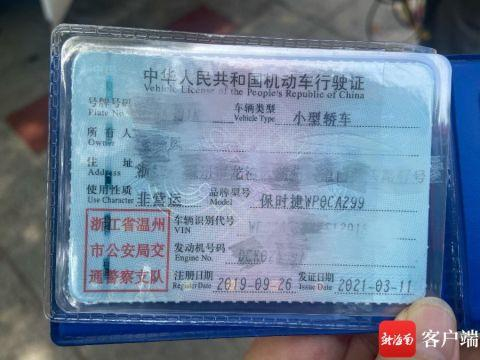 中华人民共和国机动车行驶证
Vehicle License of the People's Republic of China
号牌号码 车辆类型 小型轿车
Plate No. Vehicle Type
所有人
Owner
住址
Address
使用性质 非营运 品牌型号 保时捷WP0CA299
Use Character Model
浙江省温州 车辆识别代号
VIN
市公安局交 发动机号码
Engine No.
通警察支队 注册日期 2019-09-26 发证日期 2021-03-11
Register Date Issue Date
新海南 客户端